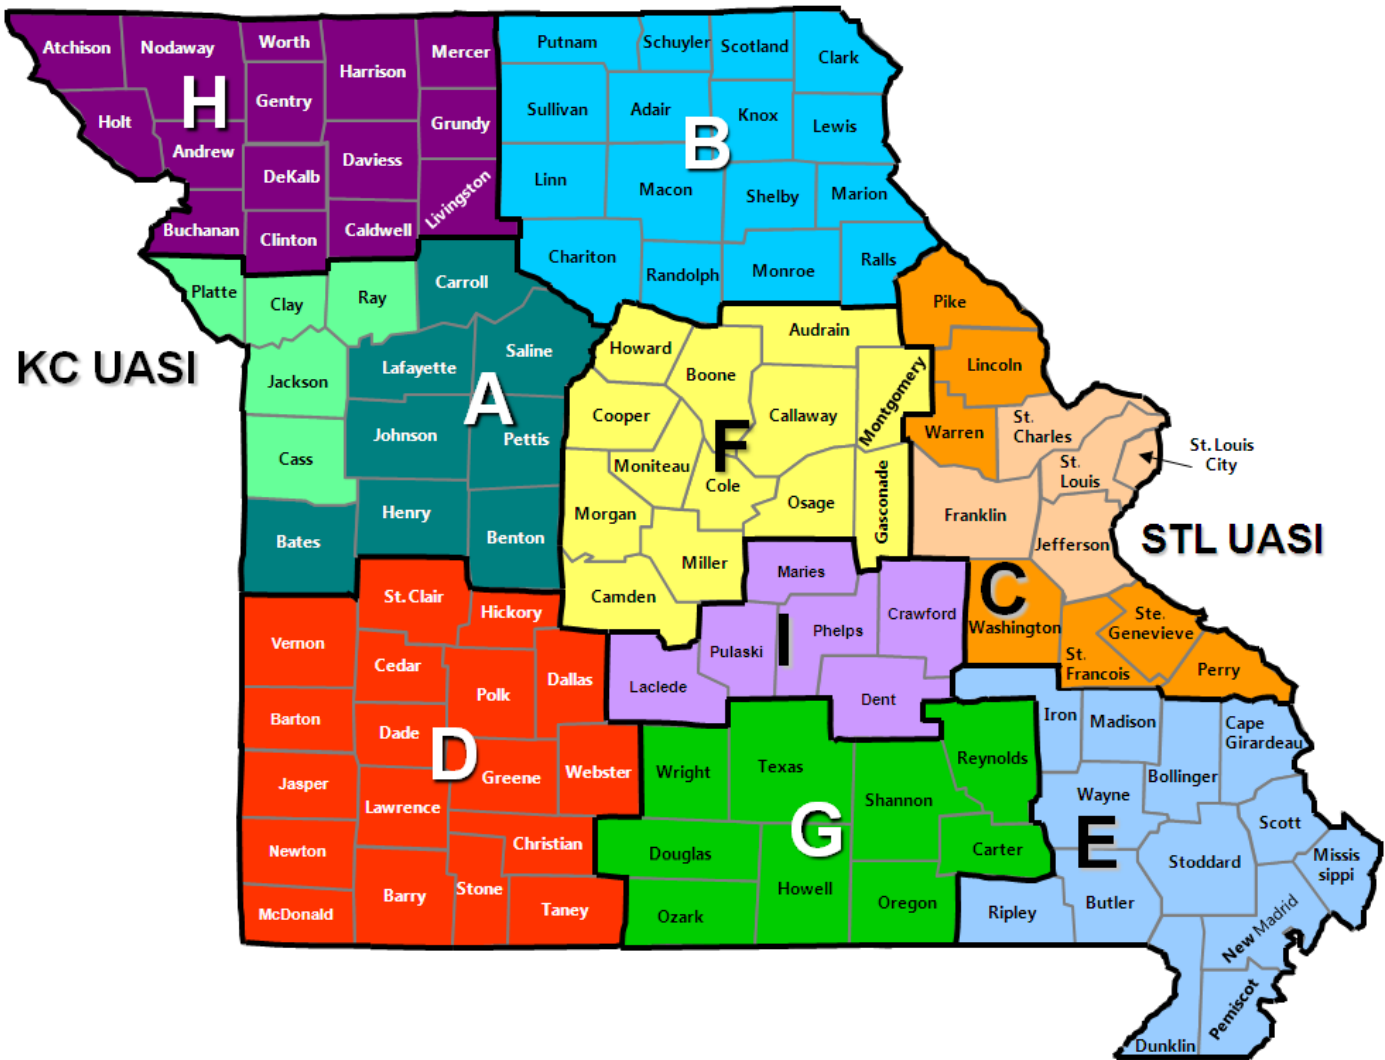 Atchison
Nodaway
Worth
Harrison
Mercer
Putnam
Schuyler
Scotland
Clark
Holt
H
Gentry
Grundy
Sullivan
Adair
Knox
Lewis
Andrew
DeKalb
Daviess
Livingston
Linn
B
Macon
Shelby
Marion
Buchanan
Clinton
Caldwell
Chariton
Randolph
Monroe
Ralls
Platte
Clay
Ray
Carroll
Pike
KC UASI
Jackson
Lafayette
Saline
Howard
Boone
Audrain
Montgomery
Lincoln
Cass
Johnson
A
Pettis
Cooper
F
Callaway
Warren
St.
Charles
St.
Louis
St. Louis
City
Moniteau
Cole
Bates
Henry
Benton
Morgan
Miller
Osage
Gasconade
Franklin
Jefferson
STL UASI
Camden
Maries
C
Washington
Ste.
Genevieve
St.
Francois
Perry
St. Clair
Hickory
Vernon
Cedar
Polk
Dallas
Laclede
Pulaski
I
Phelps
Crawford
Dent
Barton
Dade
D
Greene
Webster
Wright
Texas
Shannon
Reynolds
Iron
Madison
Cape
Girardeau
Bollinger
Jasper
Lawrence
Christian
Douglas
G
Howell
Carter
Wayne
E
Scott
Missis
sippi
Stoddard
Newton
Barry
Stone
Taney
McDonald
Ozark
Oregon
Ripley
Butler
New Madrid
Pemiscot
Dunklin